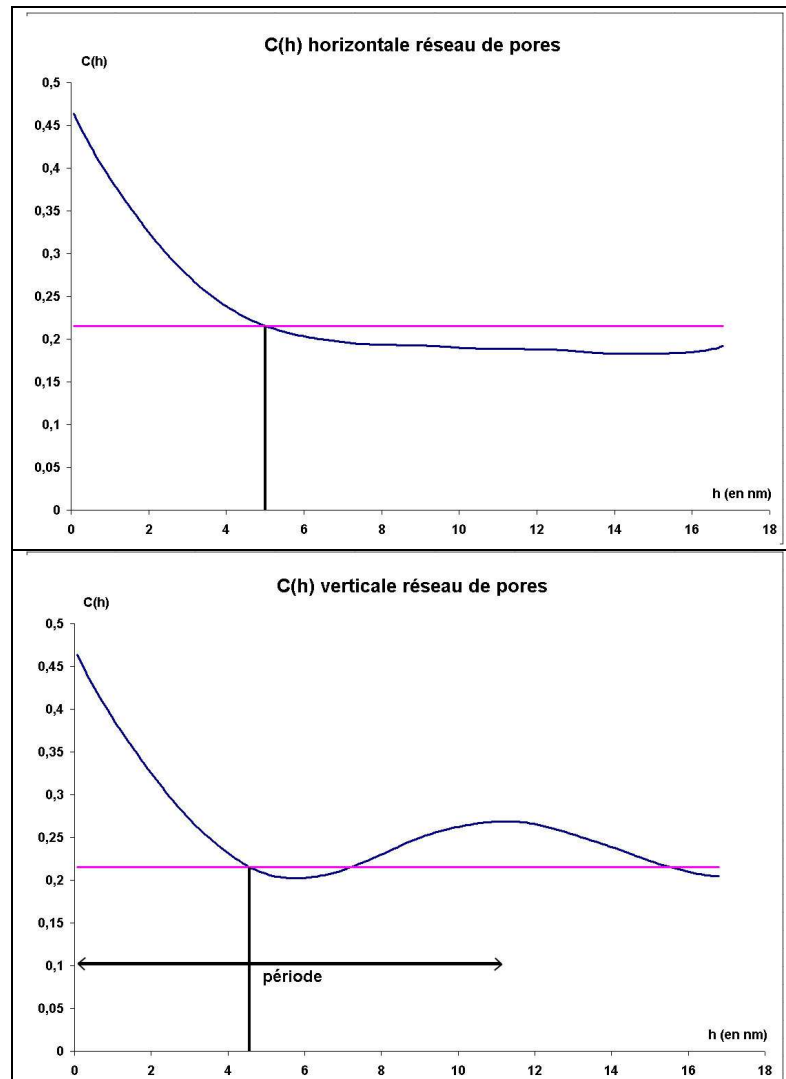 C(h) horizontale réseau de pores
C(h)
0,5
0,45
0,4
0,35
0,3
0,25
0,2
0,15
0,1
0,05
0
h (en nm)
0 2 4 6 8 10 12 14 16 18
C(h) verticale réseau de pores
C(h)
0,5
0,45
0,4
0,35
0,3
0,25
0,2
0,15
0,1
période
0,05
h (en nm)
0
0 2 4 6 8 10 12 14 16 18